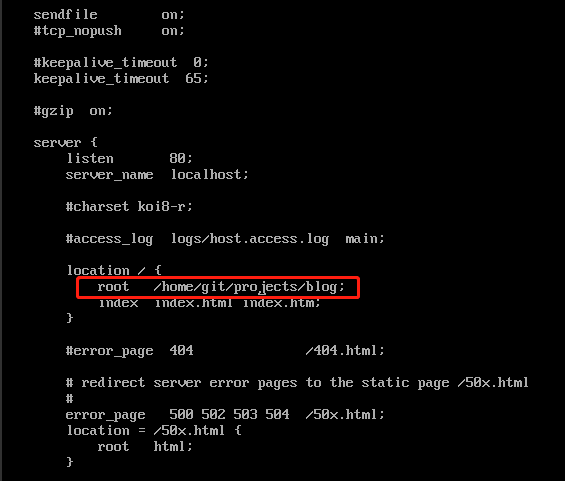 sendfile        on;
#tcp_nopush     on;
#keepalive_timeout  0;
keepalive_timeout  65;
#gzip  on;
server {
listen       80;
server_name  localhost;
#charset koi8-r;
#access_log  logs/host.access.log  main;
location / {
root   /home/git/projects/blog;
index  index.html index.htm;
}
#error_page  404              /404.html;
# redirect server error pages to the static page /50x.html
#
error_page   500 502 503 504  /50x.html;
location = /50x.html {
root   html;
}